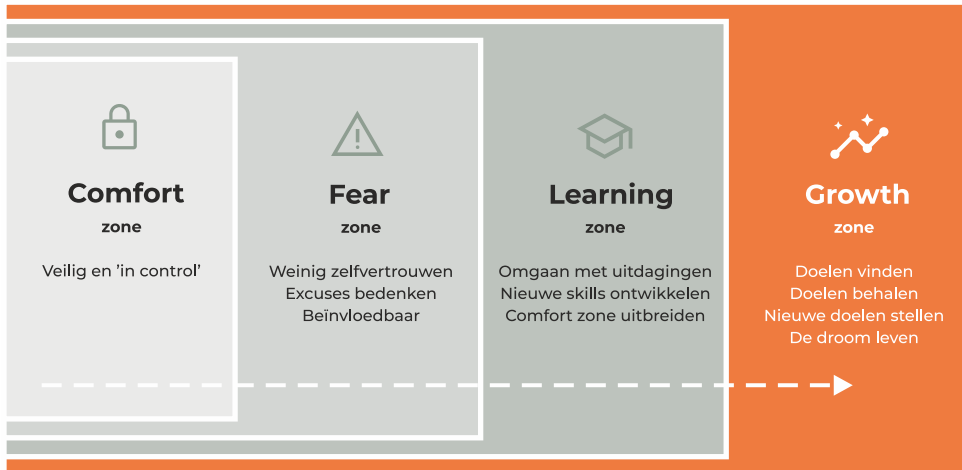 Comfort
zone
Veilig en 'in control'
Fear
zone
Weinig zelfvertrouwen
Excuses bedenken
Beïnvloedbaar
Learning
zone
Omgaan met uitdagingen
Nieuwe skills ontwikkelen
Comfort zone uitbreiden
Growth
zone
Doelen vinden
Doelen behalen
Nieuwe doelen stellen
De droom leven